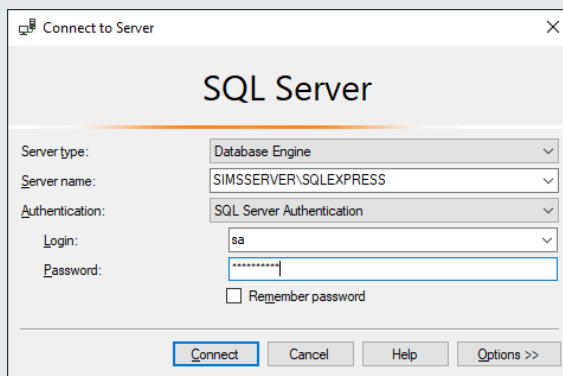 Connect to Server
SQL Server
Server type: Database Engine
Server name: SIMSSERVER\SQLEXPRESS
Authentication: SQL Server Authentication
Login: sa
Password: **********
Remember password
Connect Cancel Help Options >>